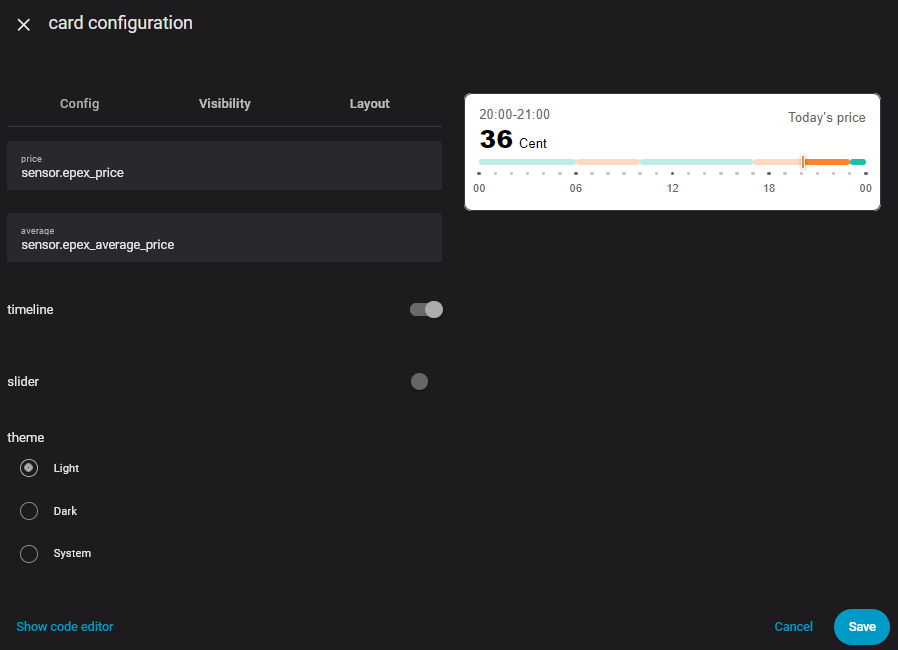 card configuration
Config
Visibility
Layout
price
sensor.epex_price
average
sensor.epex_average_price
timeline
slider
theme
Light
Dark
System
20:00-21:00
Today's price
36 Cent
00 06 12 18 00
Show code editor
Cancel
Save